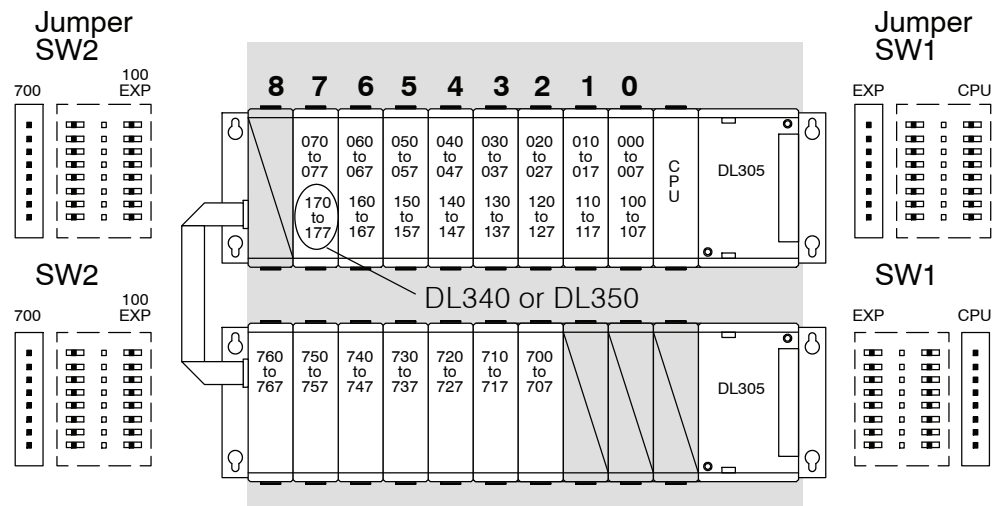 Jumper
SW2
700
100
EXP
Jumper
SW1
EXP CPU
8 7 6 5 4 3 2 1 0
070
to
077
060
to
067
050
to
057
040
to
047
030
to
037
020
to
027
010
to
017
000
to
007
170
to
177
160
to
167
150
to
157
140
to
147
130
to
137
120
to
127
110
to
117
100
to
107
C
P
U
DL305
DL340 or DL350
SW2
700
100
EXP
SW1
EXP CPU
760
to
767
750
to
757
740
to
747
730
to
737
720
to
727
710
to
717
700
to
707
DL305